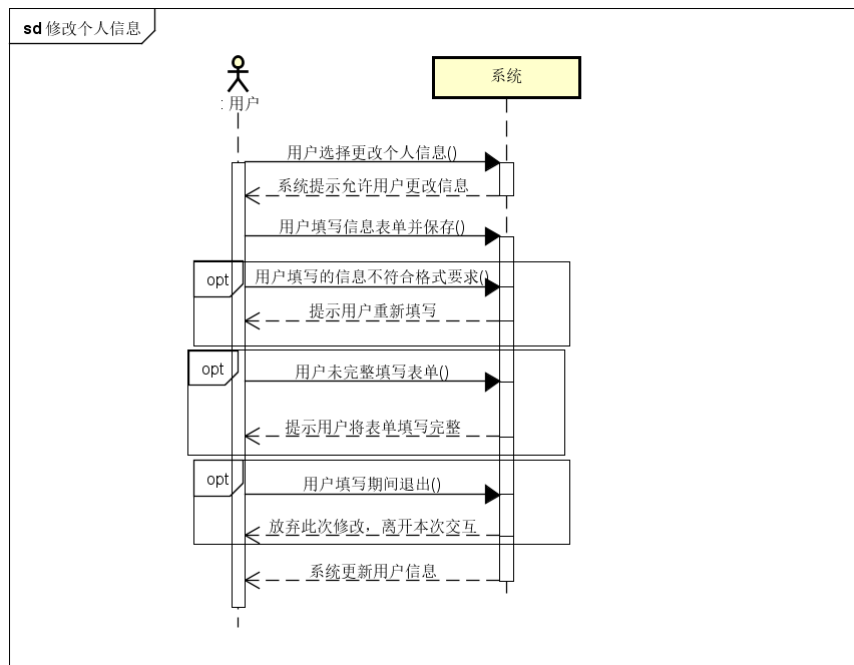 sd 修改个人信息
系统
: 用户
用户选择更改个人信息()
系统提示允许用户更改信息
用户填写信息表单并保存()
opt
用户填写的信息不符合格式要求()
提示用户重新填写
opt
用户未完整填写表单()
提示用户将表单填写完整
opt
用户填写期间退出()
放弃此次修改，离开本次交互
系统更新用户信息